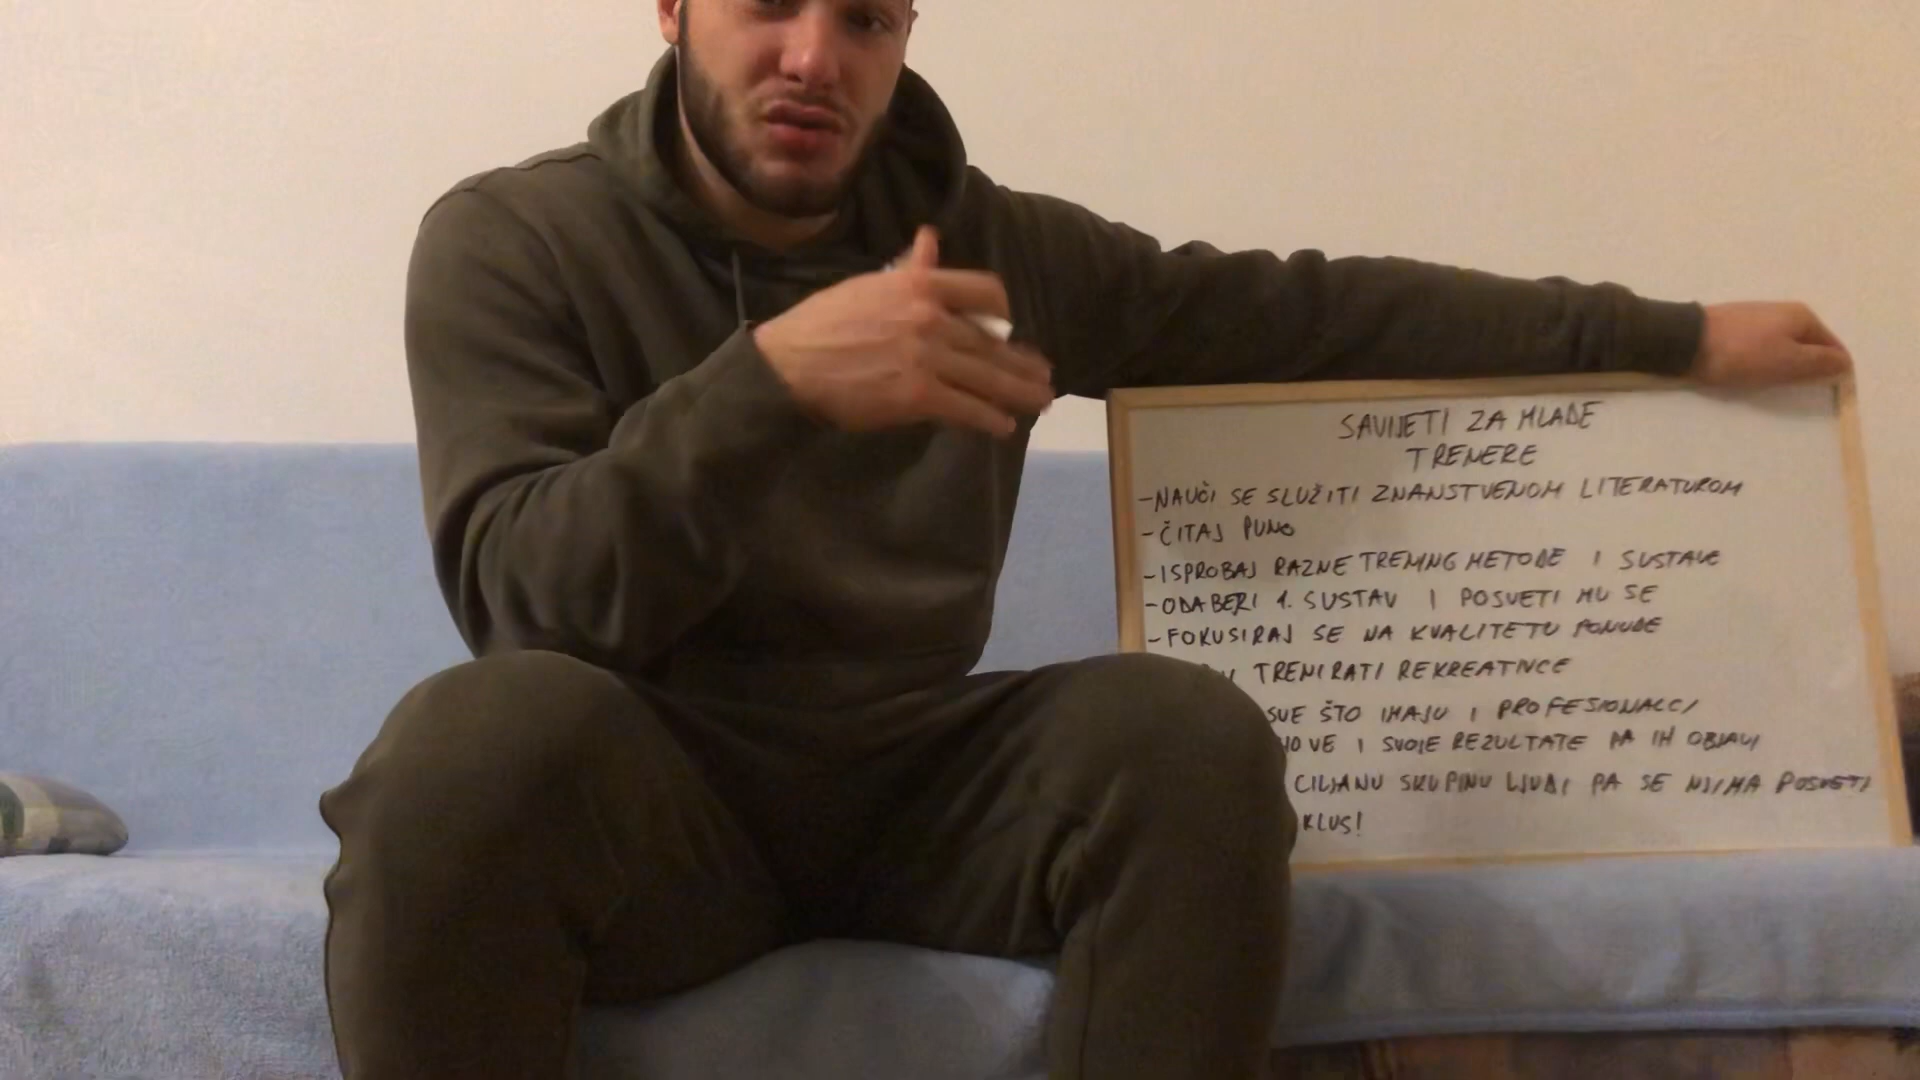 SAVIJETI ZA MLADE
TRENERE
- NAUČI SE SLUŽITI ZNANSTVENOM LITERATUROM
- ČITAJ PUNO
- ISPROBAJ RAZNE TRENING METODE I SUSTAVE
- ODABERI 1. SUSTAV I POSVETI MU SE
- FOKUSIRAJ SE NA KVALITETU PONUDE
TRENIRATI REKREATIVCE
SVE ŠTO IMAJU I PROFESIONALCI
I SVOJE REZULTATE PA IH OBJAVI
CILJANU SKUPINU LJUDI PA SE NJIMA POSVETI